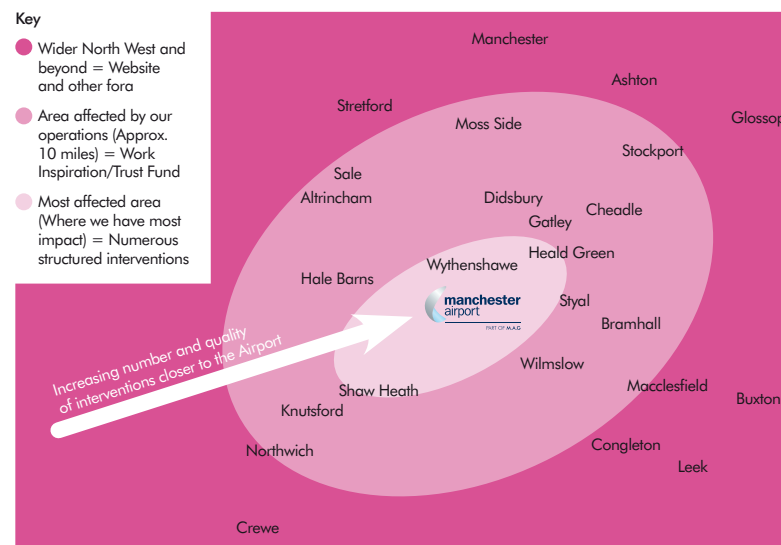 Key
Wider North West and
beyond = Website
and other fora
Area affected by our
operations (Approx.
10 miles) = Work
Inspiration/Trust Fund
Most affected area
(Where we have most
impact) = Numerous
structured interventions
Manchester
Ashton
Stretford
Glossop
Moss Side
Stockport
Sale
Altrincham
Didsbury
Cheadle
Gatley
Heald Green
Wythenshawe
Hale Barns
manchester
airport
PART OF M.A.G
Styal
Bramhall
Increasing number and quality
of interventions closer to the Airport
Wilmslow
Shaw Heath
Macclesfield
Buxton
Knutsford
Northwich
Congleton
Leek
Crewe